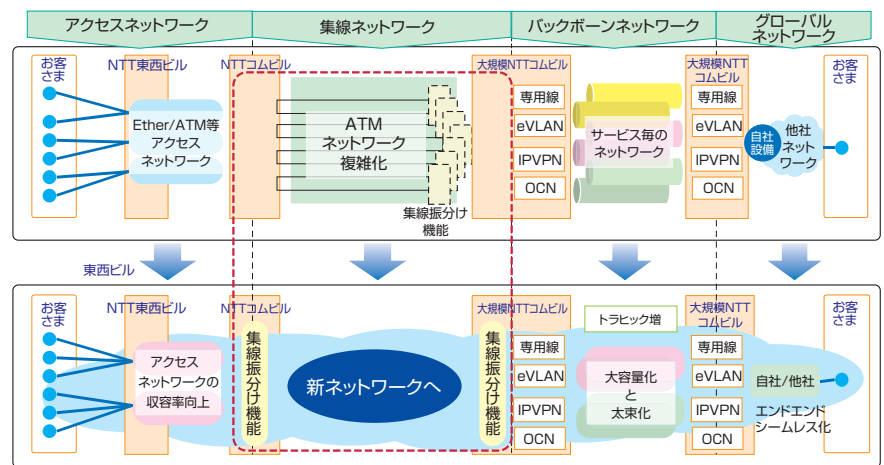 アクセスネットワーク
集線ネットワーク
バックボーンネットワーク
グローバル
ネットワーク
お客
さま
NTT東西ビル
NTTコムビル
大規模NTTコムビル
大規模NTT
コムビル
お客
さま
Ether/ATM等
アクセス
ネットワーク
ATM
ネットワーク
複雑化
集線振分け
機能
専用線
eVLAN
IPVPN
OCN
サービス毎の
ネットワーク
専用線
eVLAN
IPVPN
OCN
自社
設備
他社
ネット
ワーク
東西ビル
お客
さま
NTT東西ビル
NTTコムビル
大規模NTTコムビル
大規模NTT
コムビル
お客
さま
アクセス
ネットワークの
収容率向上
集線振分け機能
新ネットワークへ
集線振分け機能
専用線
eVLAN
IPVPN
OCN
トラヒック増
大容量化
と
太束化
専用線
eVLAN
IPVPN
OCN
自社/他社
エンドエンド
シームレス化